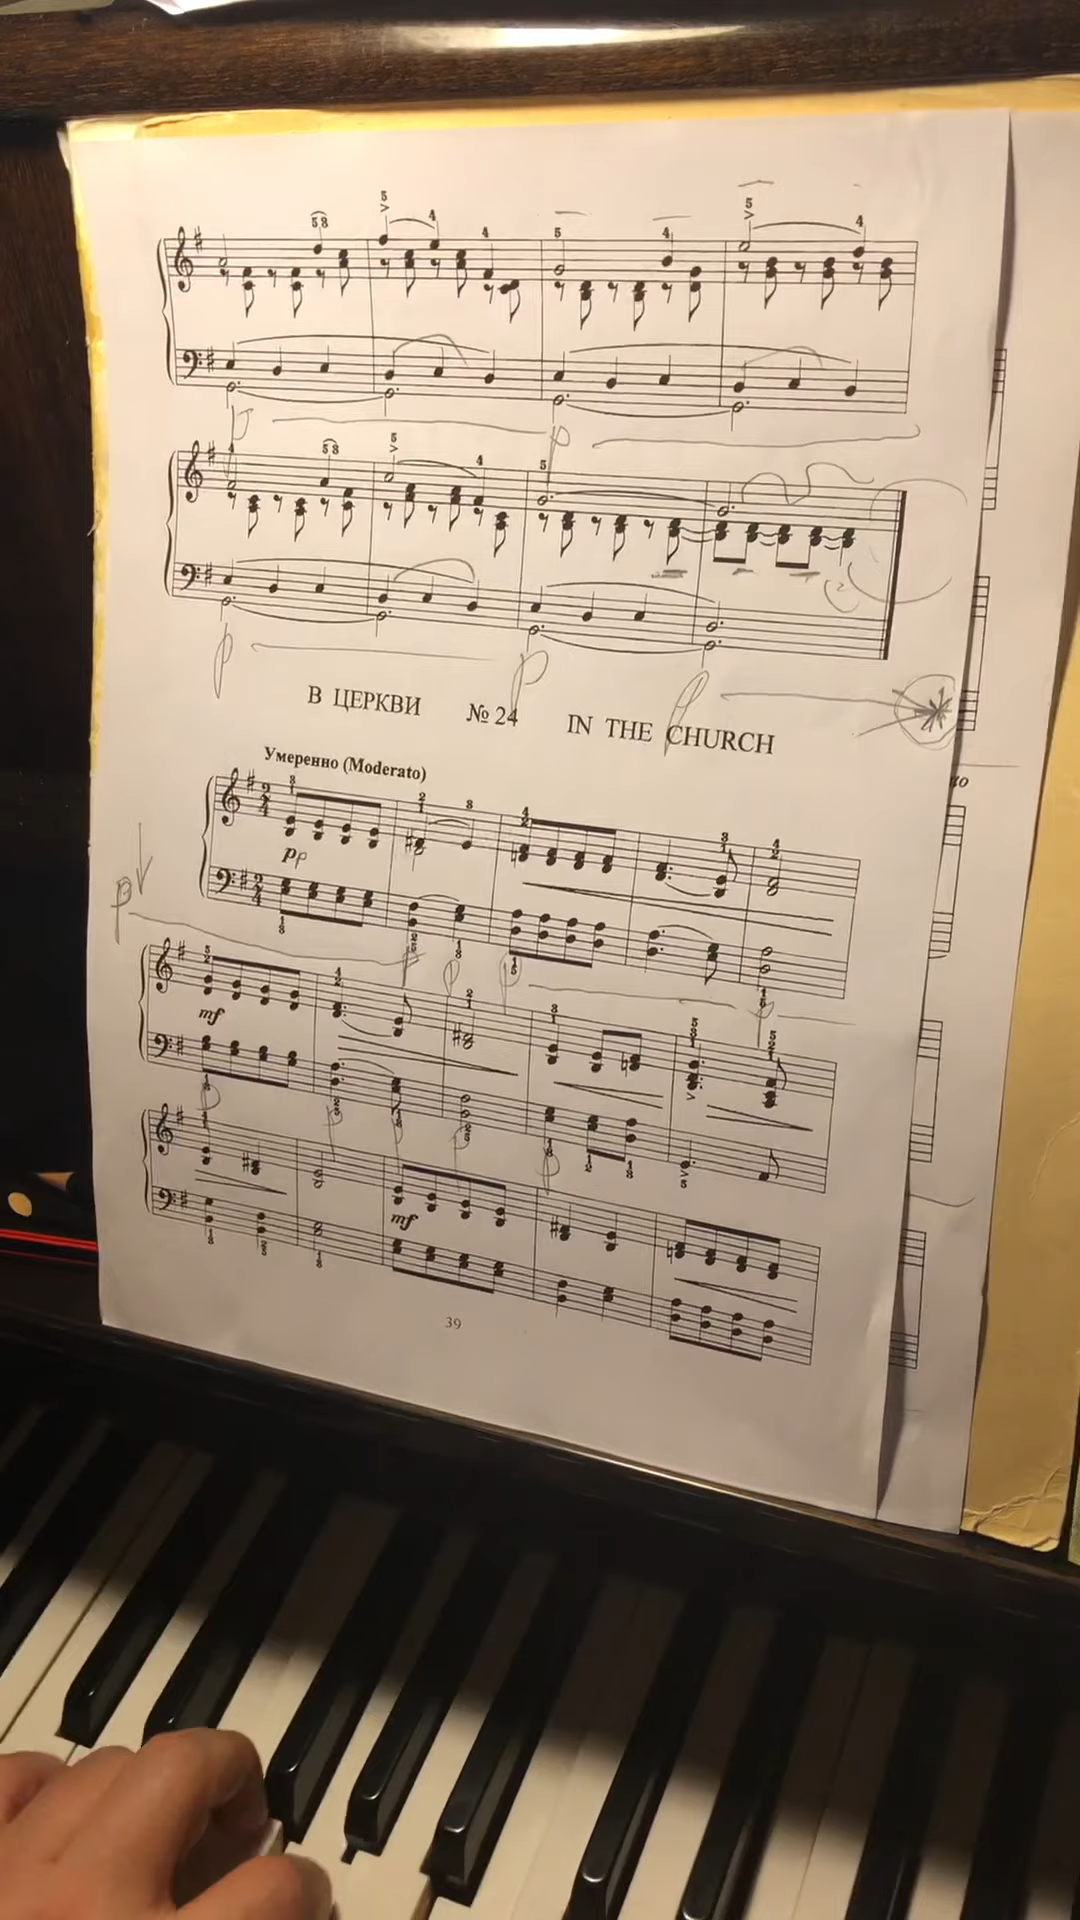 В ЦЕРКВИ № 24 IN THE CHURCH
Умеренно (Moderato)
pp
mf
mf
39